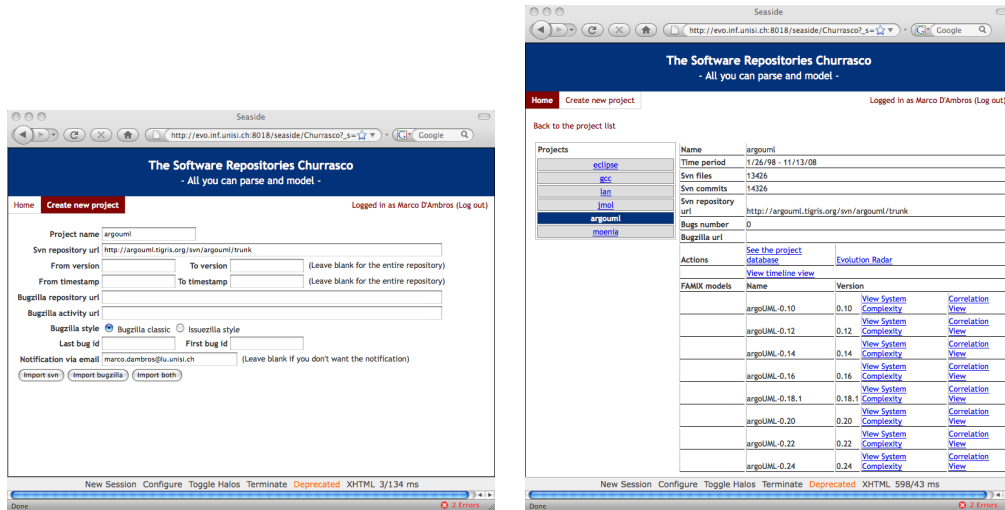 Seaside
http://evo.inf.unisi.ch:8018/seaside/Churrasco?_s=
Google
The Software Repositories Churrasco
- All you can parse and model -
Home Create new project Logged in as Marco D'Ambros (Log out)
Project name argouml
Svn repository url http://argouml.tigris.org/svn/argouml/trunk
From version To version (Leave blank for the entire repository)
From timestamp To timestamp (Leave blank for the entire repository)
Bugzilla repository url
Bugzilla activity url
Bugzilla style Bugzilla classic Issuezilla style
Last bug id First bug id
Notification via email marco.dambros@lu.unisi.ch (Leave blank if you don't want the notification)
Import svn Import bugzilla Import both
New Session Configure Toggle Halos Terminate Deprecated XHTML 3/134 ms
Done 2 Errors
Seaside
http://evo.inf.unisi.ch:8018/seaside/Churrasco?_s=
Google
The Software Repositories Churrasco
- All you can parse and model -
Home Create new project Logged in as Marco D'Ambros (Log out)
Back to the project list
Projects
eclipse
gcc
lan
jmol
argouml
moenia
Name argouml
Time period 1/26/98 - 11/13/08
Svn files 13426
Svn commits 14326
Svn repository
url http://argouml.tigris.org/svn/argouml/trunk
Bugs number 0
Bugzilla url
See the project
Actions database Evolution Radar
View timeline view
FAMIX models Name Version
View System Correlation
argoUML-0.10 0.10 Complexity View
View System Correlation
argoUML-0.12 0.12 Complexity View
View System Correlation
argoUML-0.14 0.14 Complexity View
View System Correlation
argoUML-0.16 0.16 Complexity View
View System Correlation
argoUML-0.18.1 0.18.1 Complexity View
View System Correlation
argoUML-0.20 0.20 Complexity View
View System Correlation
argoUML-0.22 0.22 Complexity View
View System Correlation
argoUML-0.24 0.24 Complexity View
New Session Configure Toggle Halos Terminate Deprecated XHTML 598/43 ms
Done 2 Errors